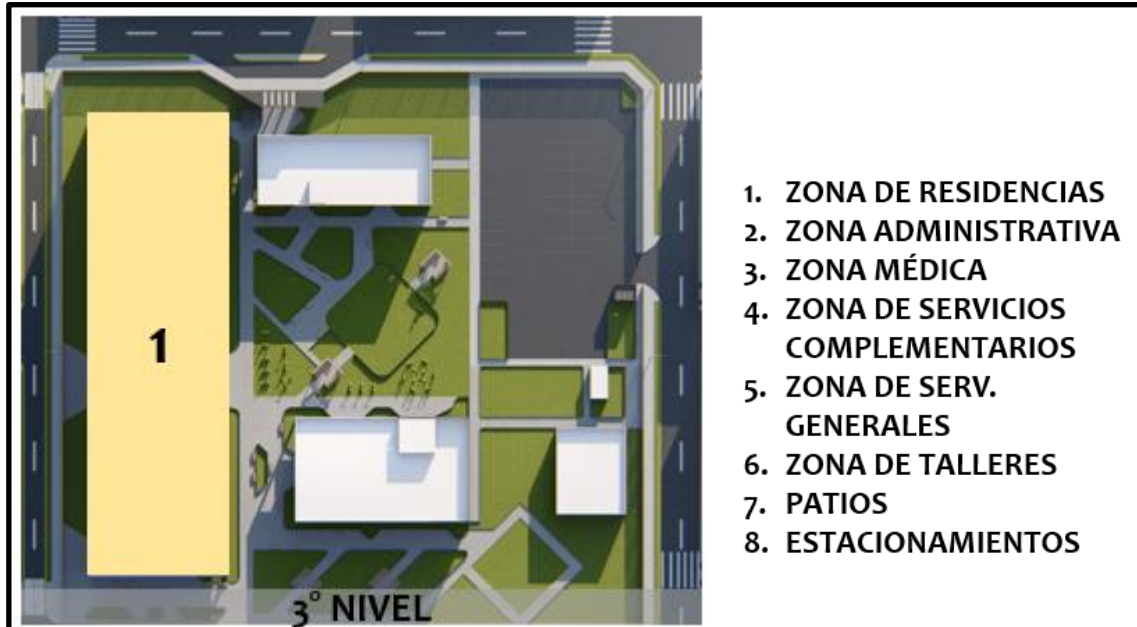 1
3° NIVEL
1. ZONA DE RESIDENCIAS
2. ZONA ADMINISTRATIVA
3. ZONA MÉDICA
4. ZONA DE SERVICIOS
COMPLEMENTARIOS
5. ZONA DE SERV.
GENERALES
6. ZONA DE TALLERES
7. PATIOS
8. ESTACIONAMIENTOS